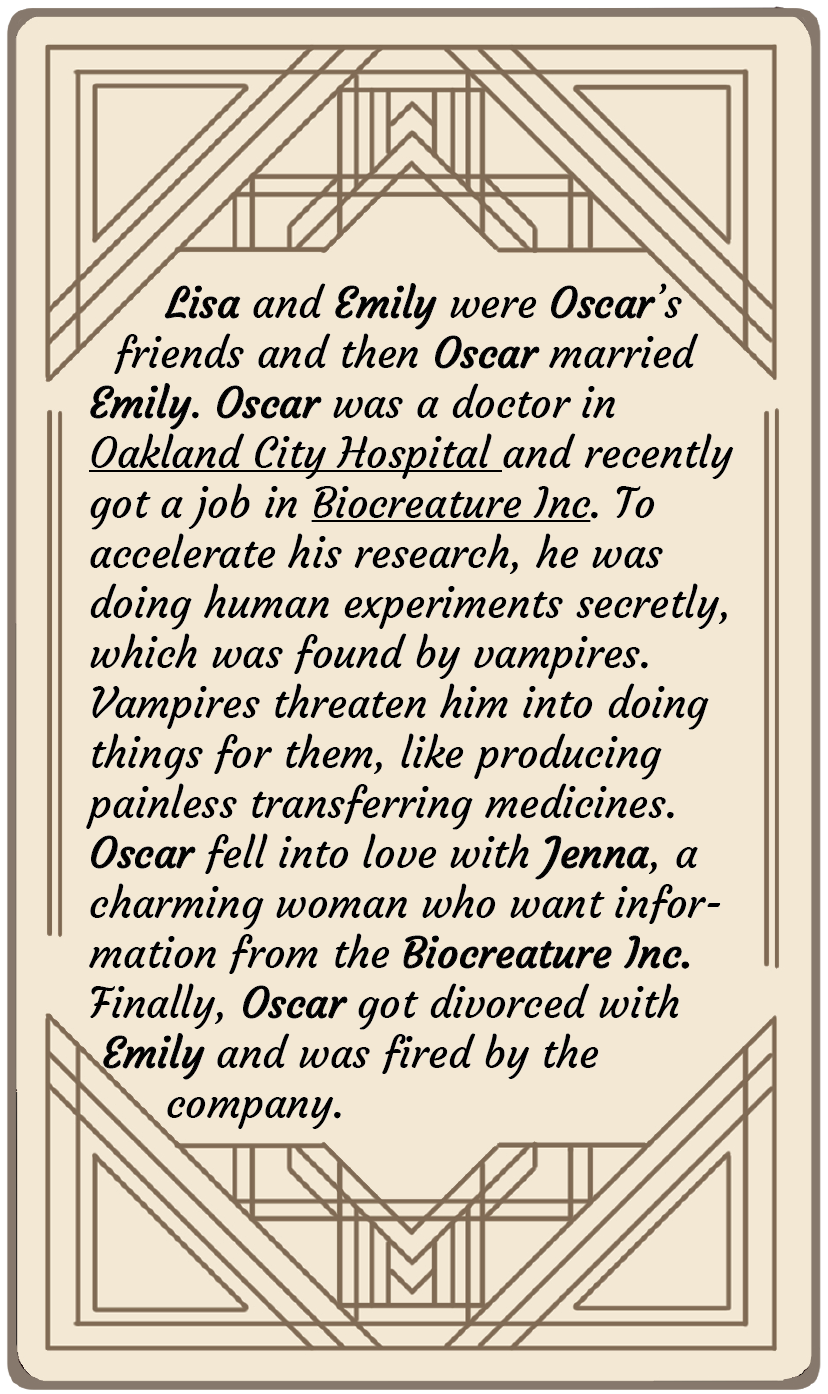 Lisa and Emily were Oscar’s
friends and then Oscar married
Emily. Oscar was a doctor in
Oakland City Hospital and recently
got a job in Biocreature Inc. To
accelerate his research, he was
doing human experiments secretly,
which was found by vampires.
Vampires threaten him into doing
things for them, like producing
painless transferring medicines.
Oscar fell into love with Jenna, a
charming woman who want infor-
mation from the Biocreature Inc.
Finally, Oscar got divorced with
Emily and was fired by the
company.